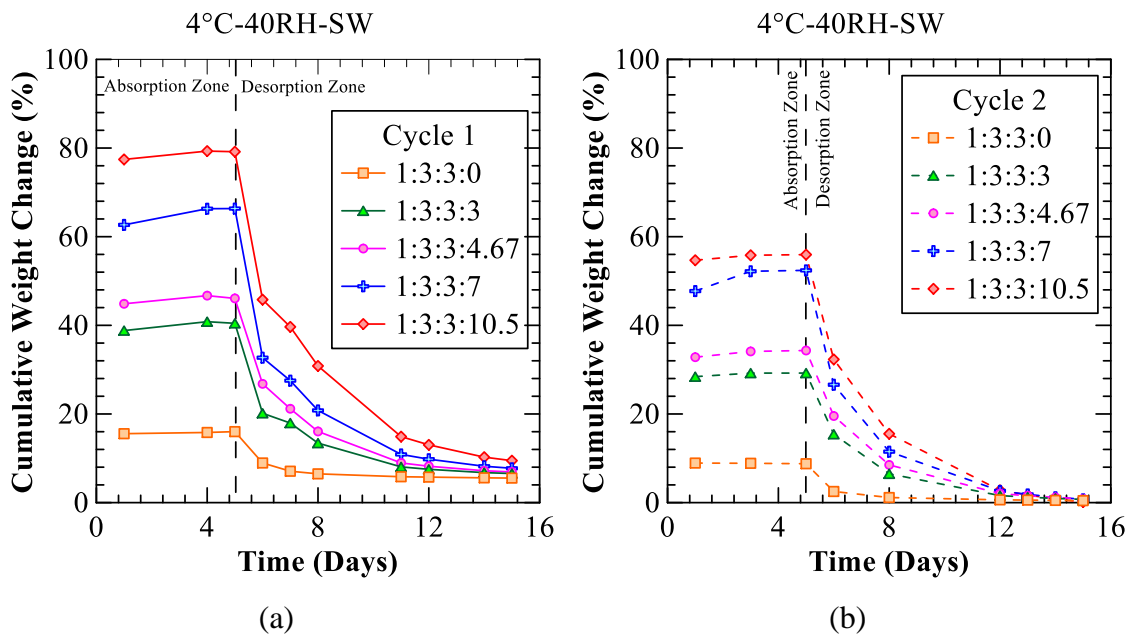 4°C-40RH-SW
Cumulative Weight Change (%)
100
80
60
40
20
0
Absorption Zone
Desorption Zone
Cycle 1
1:3:3:0
1:3:3:3
1:3:3:4.67
1:3:3:7
1:3:3:10.5
0 4 8 12 16
Time (Days)
(a)
4°C-40RH-SW
Cumulative Weight Change (%)
100
80
60
40
20
0
Absorption Zone
Desorption Zone
Cycle 2
1:3:3:0
1:3:3:3
1:3:3:4.67
1:3:3:7
1:3:3:10.5
0 4 8 12 16
Time (Days)
(b)